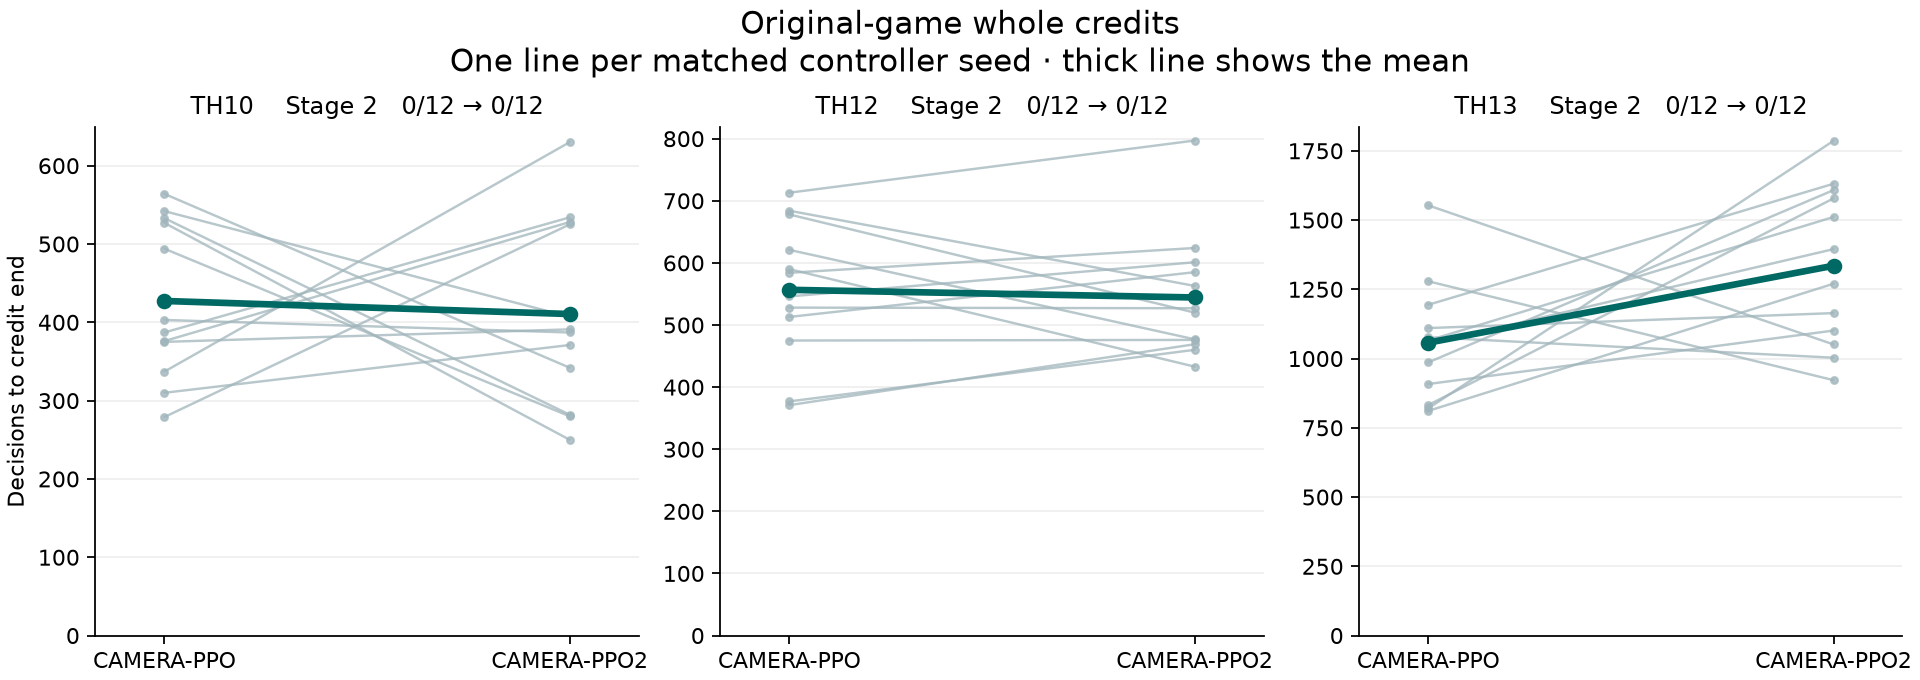 Original-game whole credits
One line per matched controller seed · thick line shows the mean
TH10 Stage 2 0/12 → 0/12
Decisions to credit end
600
500
400
300
200
100
0
CAMERA-PPO CAMERA-PPO2
TH12 Stage 2 0/12 → 0/12
800
700
600
500
400
300
200
100
0
CAMERA-PPO CAMERA-PPO2
TH13 Stage 2 0/12 → 0/12
1750
1500
1250
1000
750
500
250
0
CAMERA-PPO CAMERA-PPO2